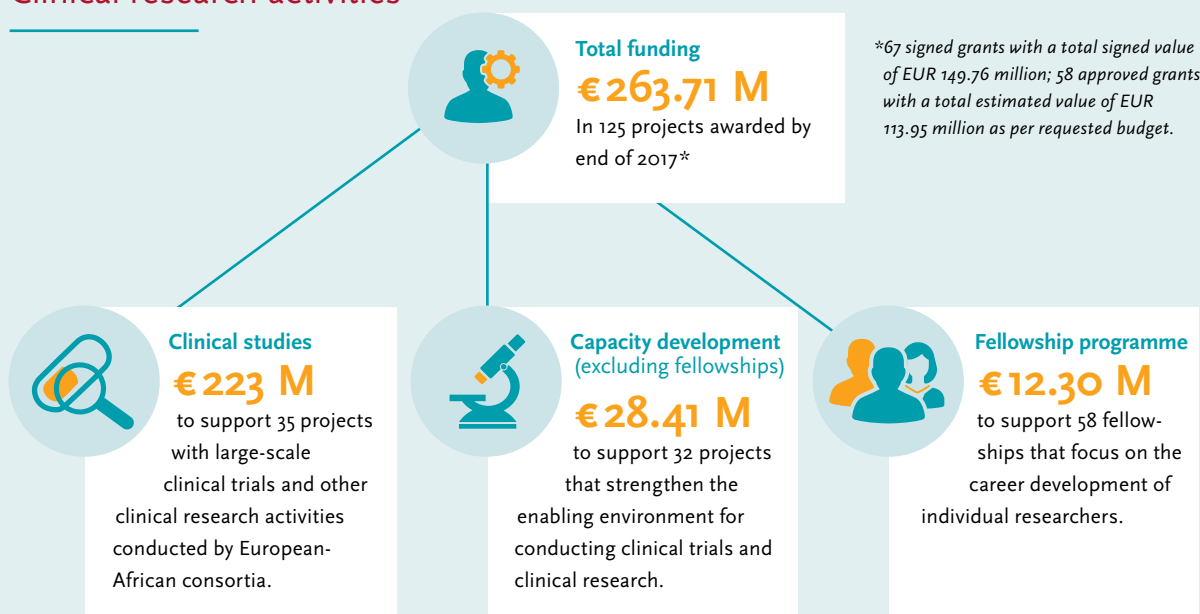 Clinical research activities
Total funding
€ 263.71 M
In 125 projects awarded by
end of 2017*
*67 signed grants with a total signed value
of EUR 149.76 million; 58 approved grants
with a total estimated value of EUR
113.95 million as per requested budget.
Clinical studies
€ 223 M
to support 35 projects
with large-scale
clinical trials and other
clinical research activities
conducted by European-
African consortia.
Capacity development
(excluding fellowships)
€ 28.41 M
to support 32 projects
that strengthen the
enabling environment for
conducting clinical trials and
clinical research.
Fellowship programme
€ 12.30 M
to support 58 fellow-
ships that focus on the
career development of
individual researchers.